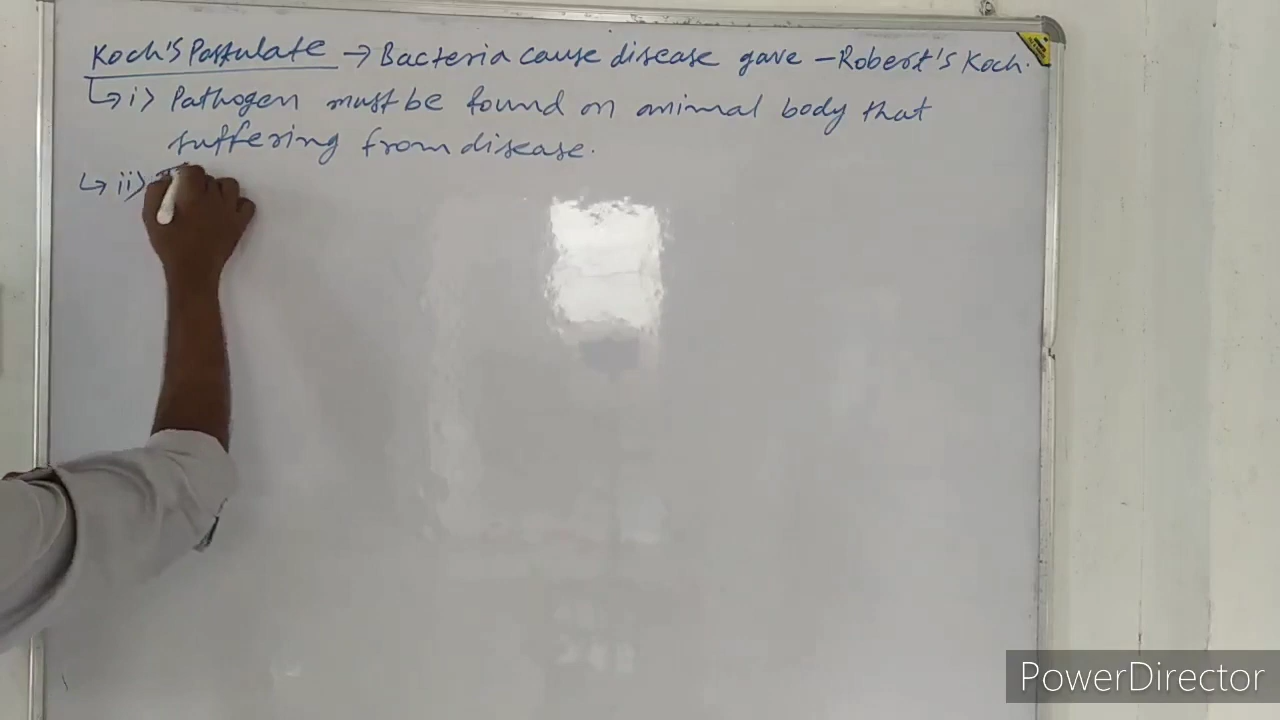 Koch's Postulate → Bacteria cause disease gave – Robert's Koch.
↳ i) Pathogen must be found on animal body that
suffering from disease.
↳ ii)
PowerDirector